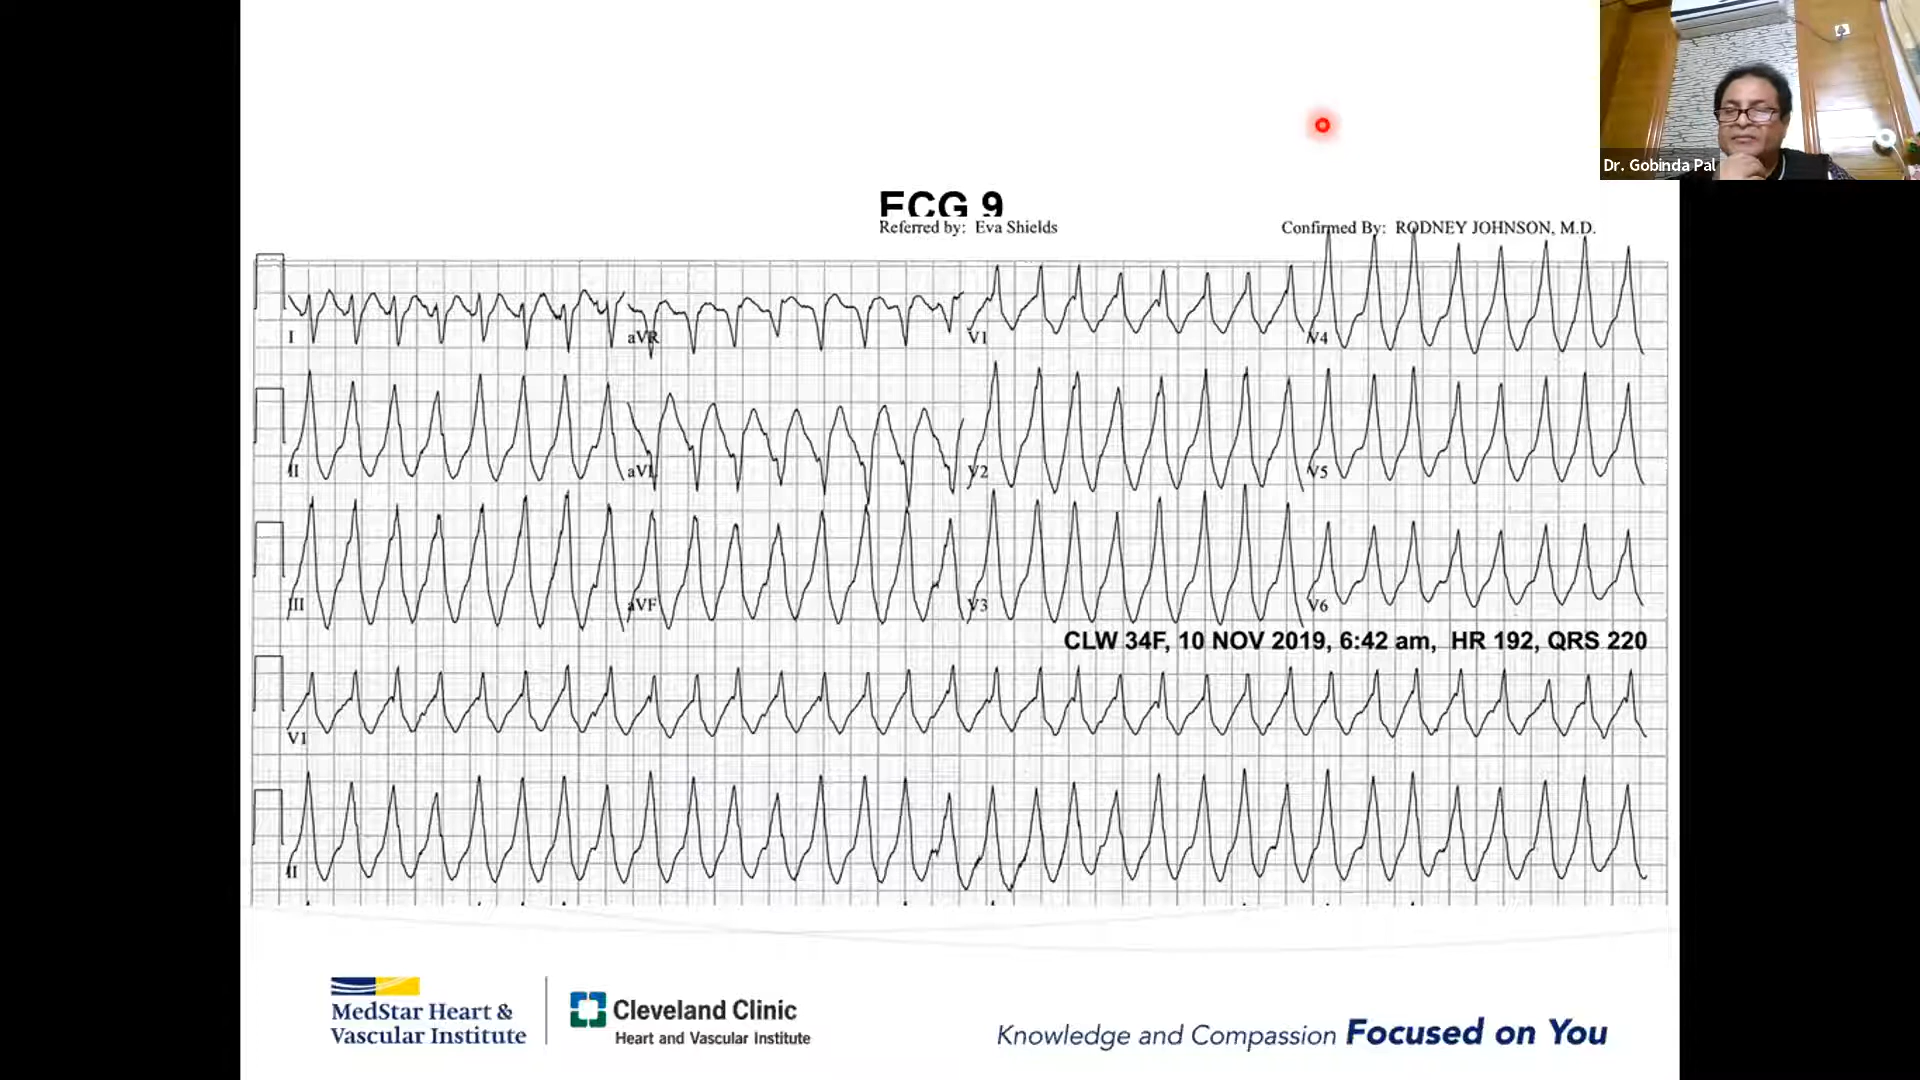 Dr. Gobinda Pal
ECG 9
Referred by: Eva Shields
Confirmed By: RODNEY JOHNSON, M.D.
I
aVR
V1
V4
II
aVL
V2
V5
III
aVF
V3
V6
CLW 34F, 10 NOV 2019, 6:42 am, HR 192, QRS 220
V1
II
MedStar Heart &
Vascular Institute
Cleveland Clinic
Heart and Vascular Institute
Knowledge and Compassion Focused on You